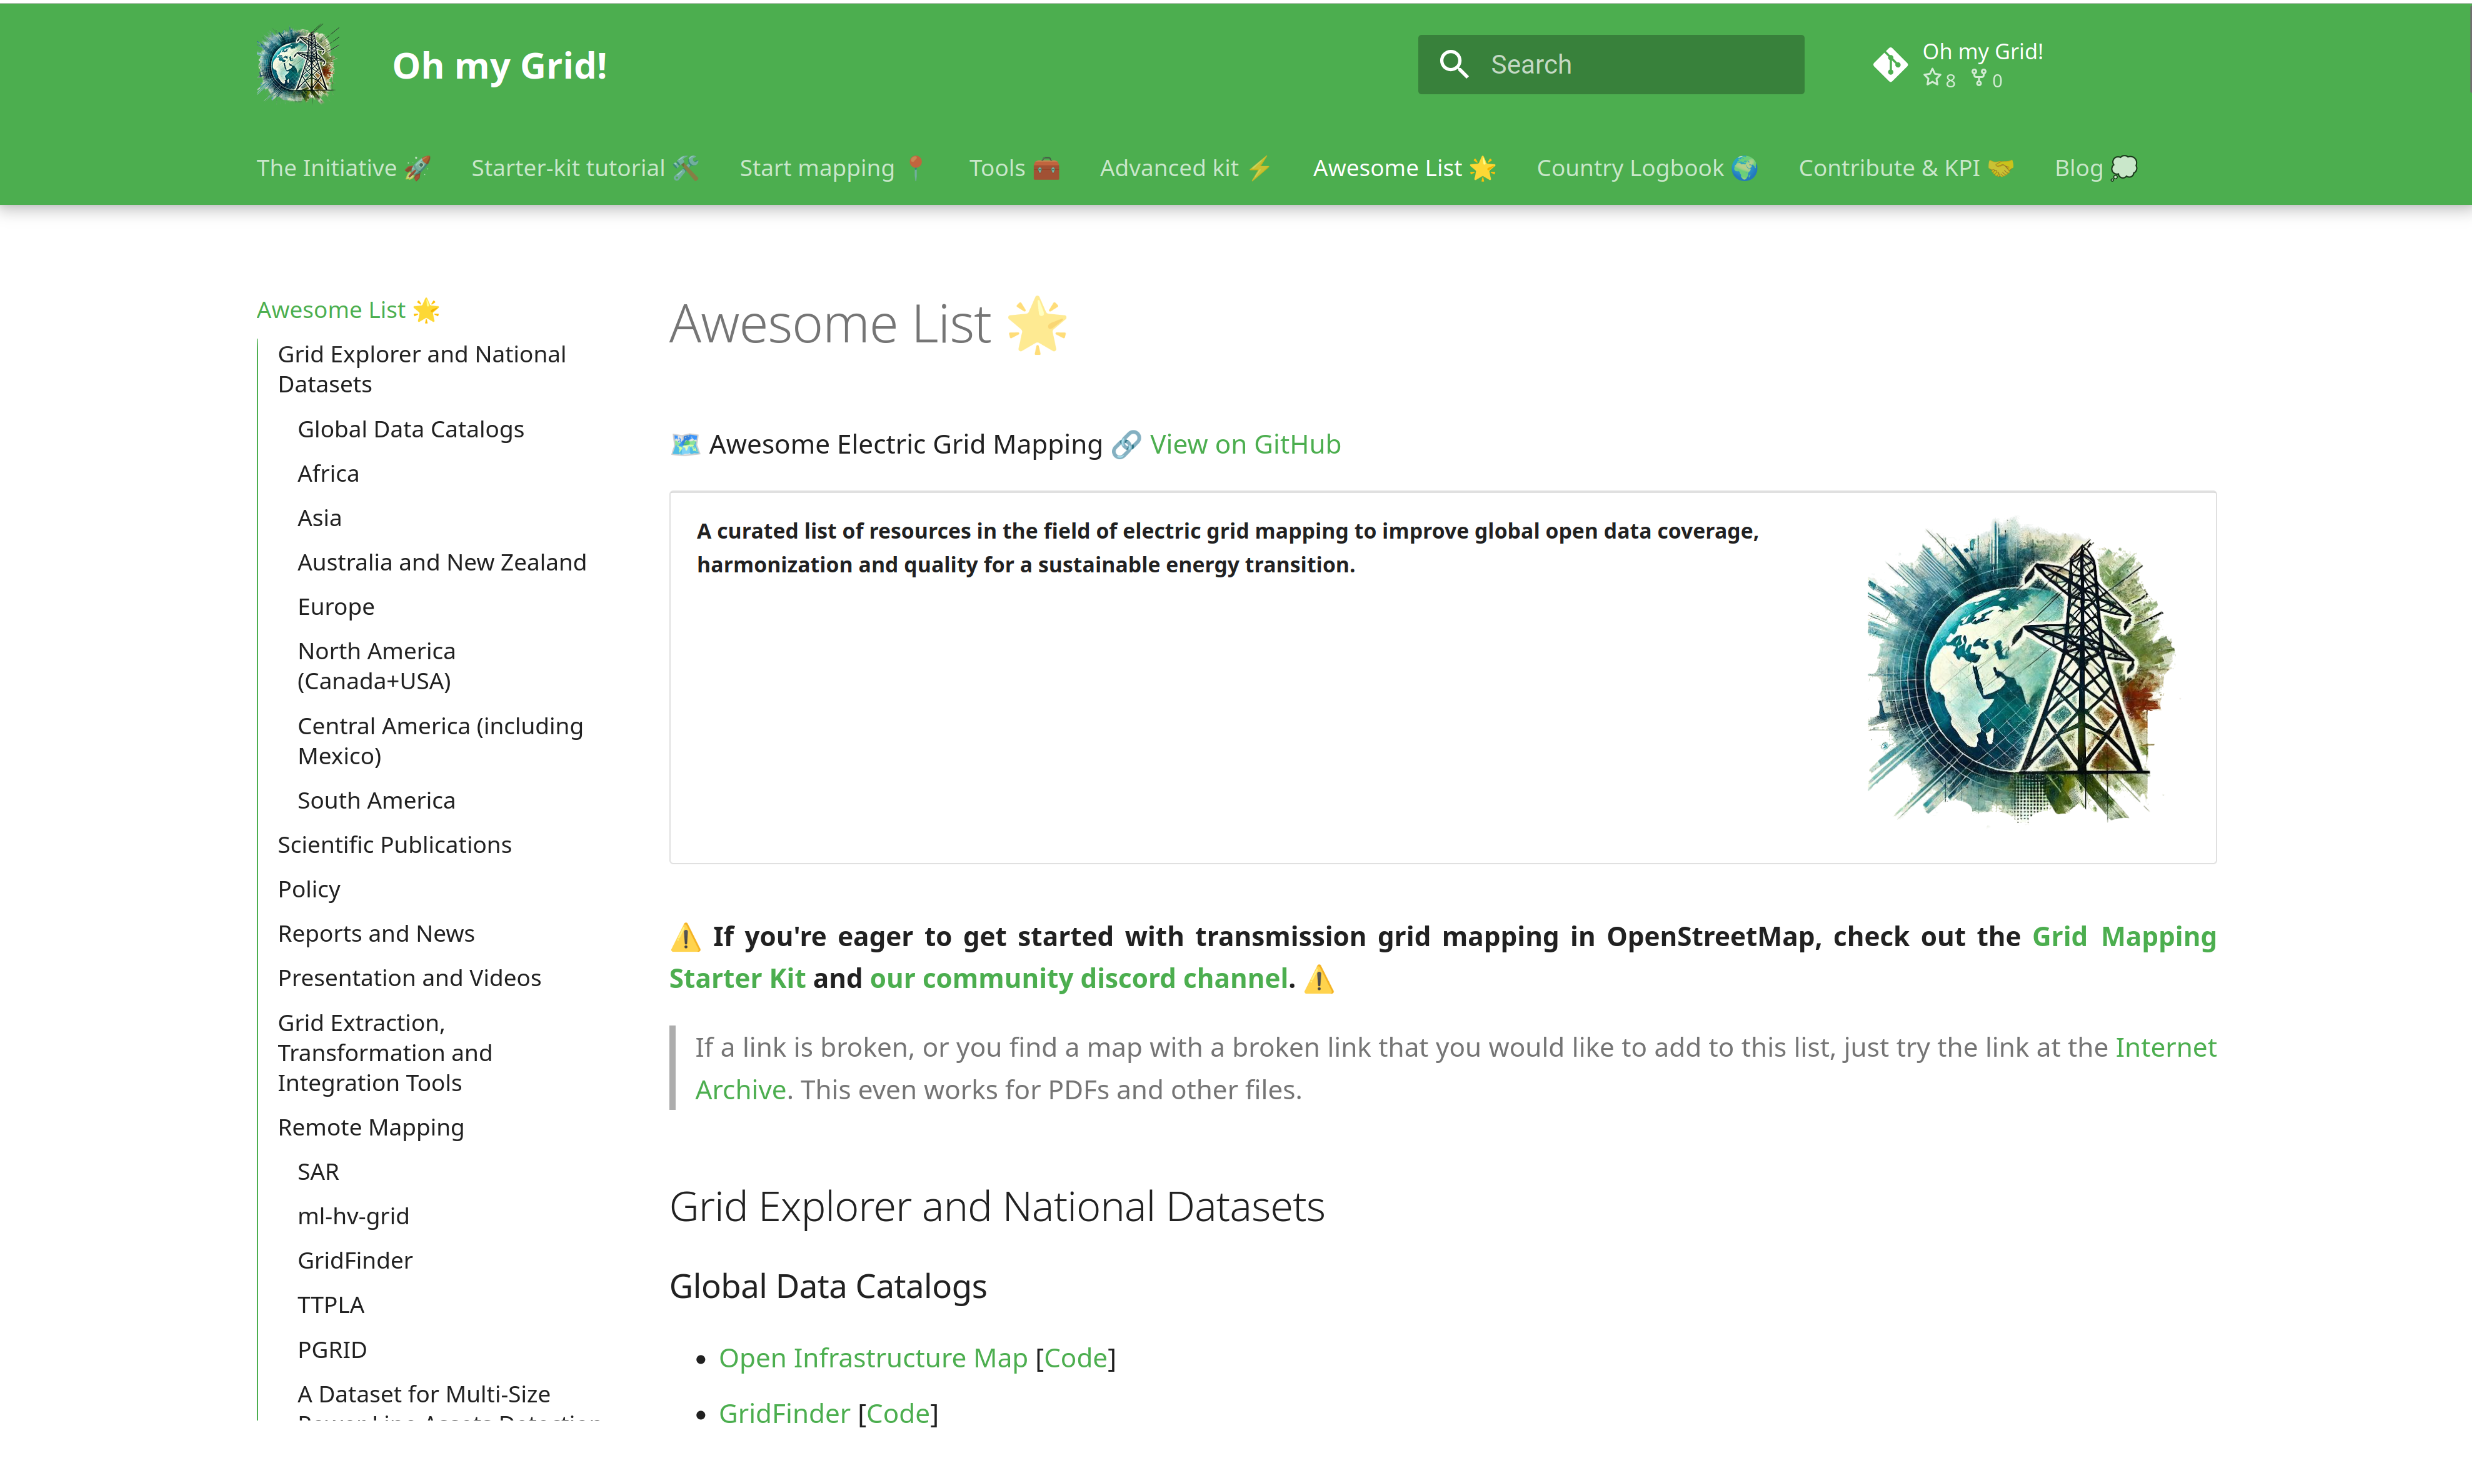 Oh my Grid!
Search
Oh my Grid!
8 0
The Initiative 🚀 Starter-kit tutorial 🛠️ Start mapping 📍 Tools 🧰 Advanced kit ⚡ Awesome List 🌟 Country Logbook 🌍 Contribute & KPI 🤝 Blog 💭
Awesome List 🌟
Grid Explorer and National
Datasets
Global Data Catalogs
Africa
Asia
Australia and New Zealand
Europe
North America
(Canada+USA)
Central America (including
Mexico)
South America
Scientific Publications
Policy
Reports and News
Presentation and Videos
Grid Extraction,
Transformation and
Integration Tools
Remote Mapping
SAR
ml-hv-grid
GridFinder
TTPLA
PGRID
A Dataset for Multi-Size
Power Line Assets Detection
Awesome List 🌟
🗺️ Awesome Electric Grid Mapping 🔗 View on GitHub
A curated list of resources in the field of electric grid mapping to improve global open data coverage,
harmonization and quality for a sustainable energy transition.
⚠️ If you're eager to get started with transmission grid mapping in OpenStreetMap, check out the Grid Mapping
Starter Kit and our community discord channel. ⚠️
If a link is broken, or you find a map with a broken link that you would like to add to this list, just try the link at the Internet
Archive. This even works for PDFs and other files.
Grid Explorer and National Datasets
Global Data Catalogs
• Open Infrastructure Map [Code]
• GridFinder [Code]